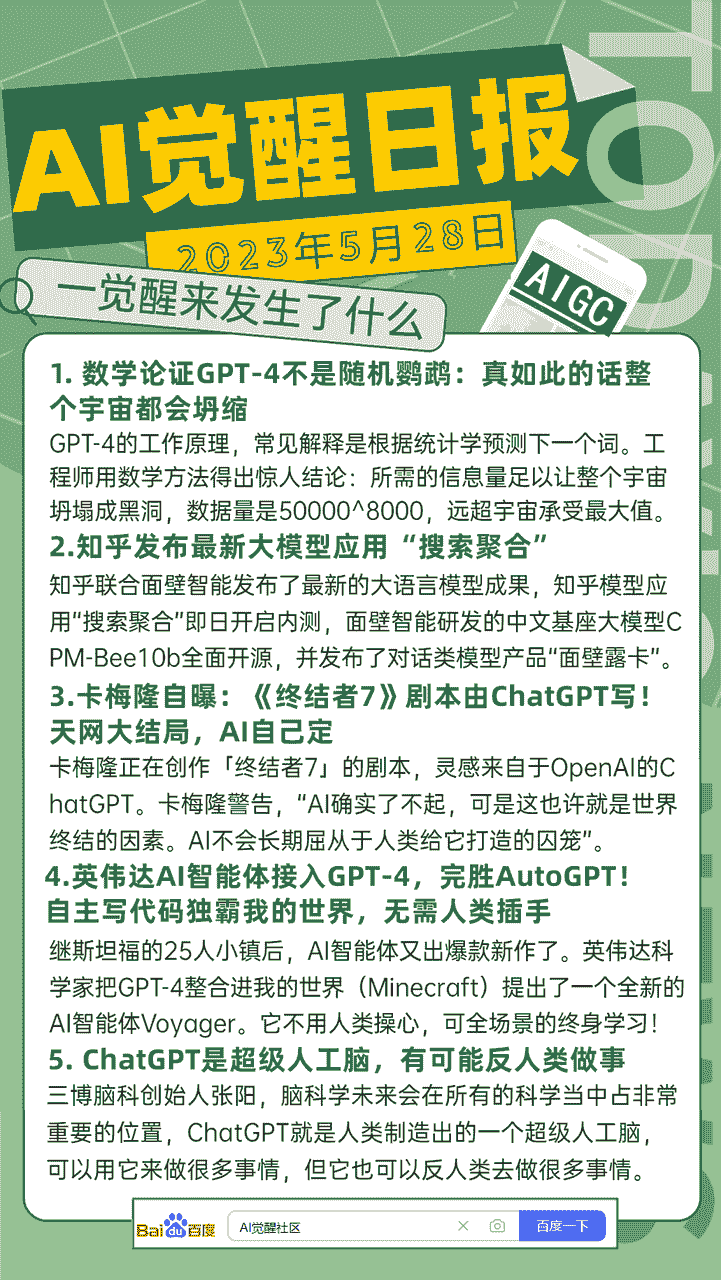 AI觉醒日报
2023年5月28日
一觉醒来发生了什么
AIGC
1. 数学论证GPT-4不是随机鹦鹉：真如此的话整
个宇宙都会坍缩
GPT-4的工作原理，常见解释是根据统计学预测下一个词。工
程师用数学方法得出惊人结论：所需的信息量足以让整个宇宙
坍塌成黑洞，数据量是50000^8000，远超宇宙承受最大值。
2.知乎发布最新大模型应用“搜索聚合”
知乎联合面壁智能发布了最新的大语言模型成果，知乎模型应
用“搜索聚合”即日开启内测，面壁智能研发的中文基座大模型C
PM-Bee10b全面开源，并发布了对话类模型产品“面壁露卡”。
3.卡梅隆自曝：《终结者7》剧本由ChatGPT写！
天网大结局，AI自己定
卡梅隆正在创作「终结者7」的剧本，灵感来自于OpenAI的C
hatGPT。卡梅隆警告，“AI确实了不起，可是这也许就是世界
终结的因素。AI不会长期屈从于人类给它打造的囚笼”。
4.英伟达AI智能体接入GPT-4，完胜AutoGPT！
自主写代码独霸我的世界，无需人类插手
继斯坦福的25人小镇后，AI智能体又出爆款新作了。英伟达科
学家把GPT-4整合进我的世界（Minecraft）提出了一个全新的
AI智能体Voyager。它不用人类操心，可全场景的终身学习！
5. ChatGPT是超级人工脑，有可能反人类做事
三博脑科创始人张阳，脑科学未来会在所有的科学当中占非常
重要的位置，ChatGPT就是人类制造出的一个超级人工脑，
可以用它来做很多事情，但它也可以反人类去做很多事情。
Bai du 百度
AI觉醒社区
百度一下